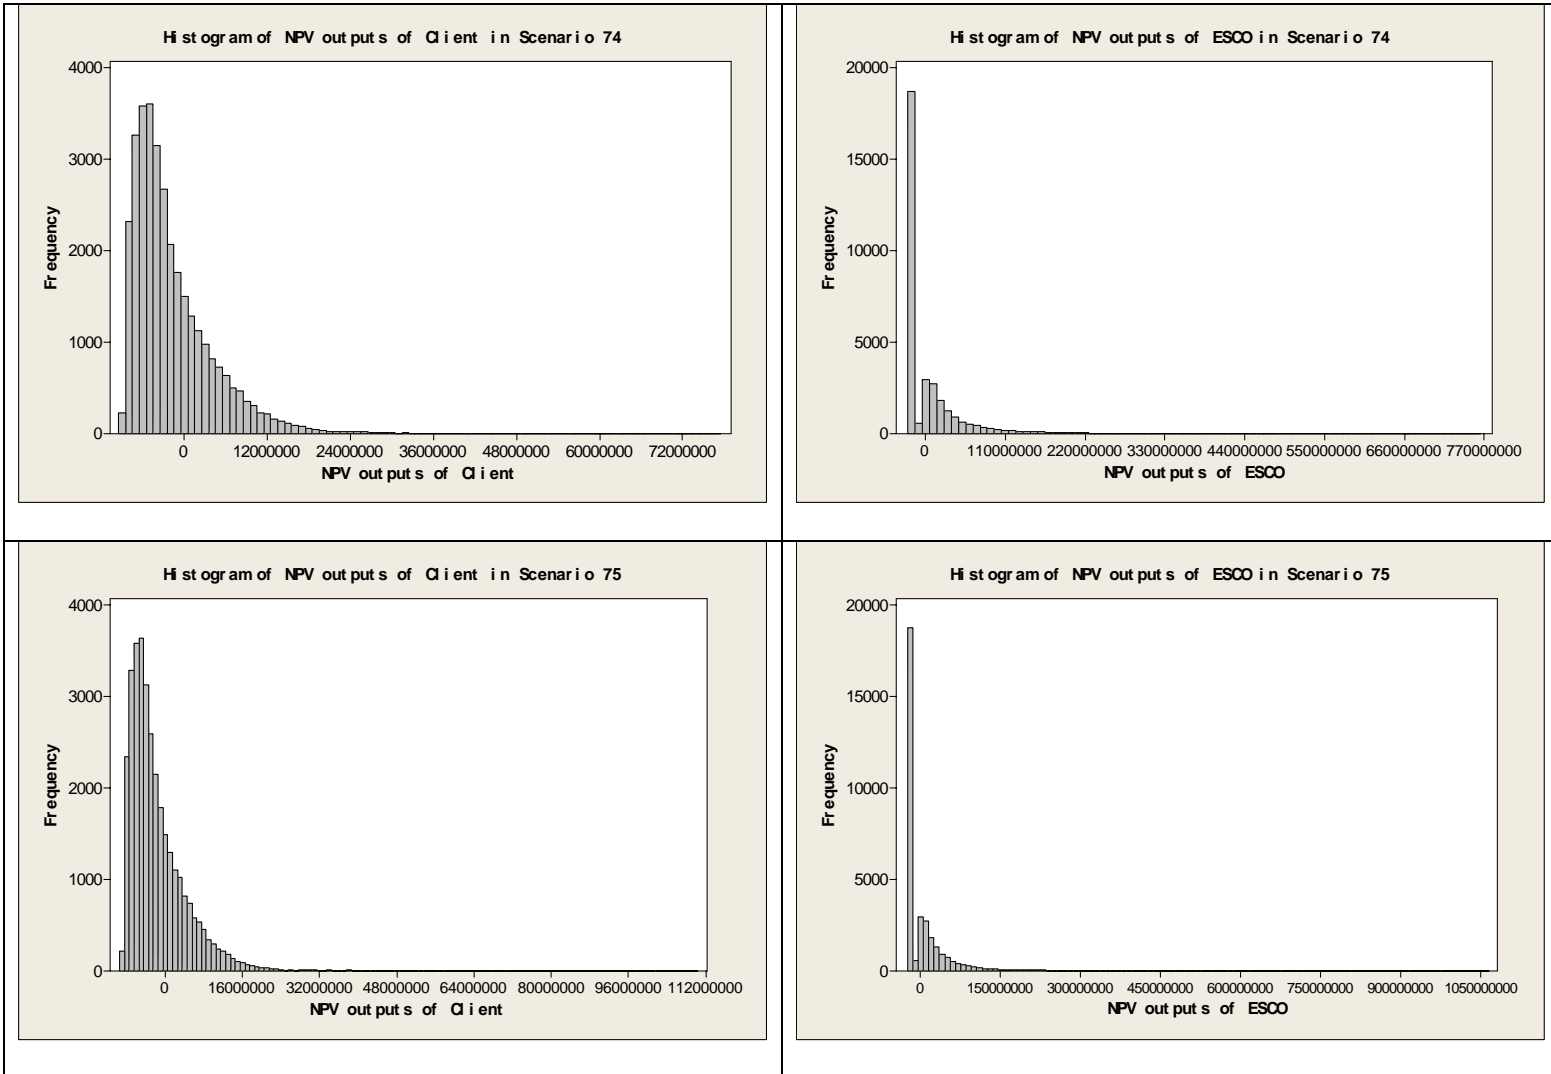 Histogram of NPV outputs of Client in Scenario 74
4000
3000
2000
1000
0
Frequency
0 12000000 24000000 36000000 48000000 60000000 72000000
NPV outputs of Client
Histogram of NPV outputs of ESCO in Scenario 74
20000
15000
10000
5000
0
Frequency
0 110000000 220000000 330000000 440000000 550000000 660000000 770000000
NPV outputs of ESCO
Histogram of NPV outputs of Client in Scenario 75
4000
3000
2000
1000
0
Frequency
0 16000000 32000000 48000000 64000000 80000000 96000000 112000000
NPV outputs of Client
Histogram of NPV outputs of ESCO in Scenario 75
20000
15000
10000
5000
0
Frequency
0 150000000 300000000 450000000 600000000 750000000 900000000 1050000000
NPV outputs of ESCO